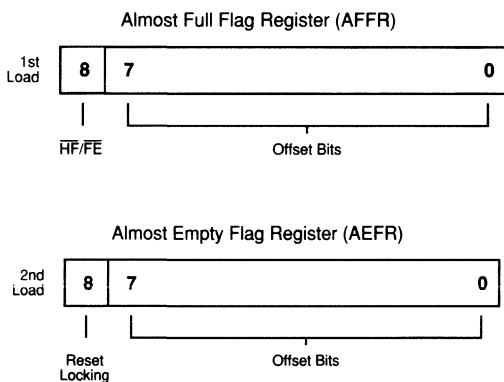 Almost Full Flag Register (AFFR)
1st
Load
8 7 0
HF/FE
Offset Bits
Almost Empty Flag Register (AEFR)
2nd
Load
8 7 0
Reset
Locking
Offset Bits